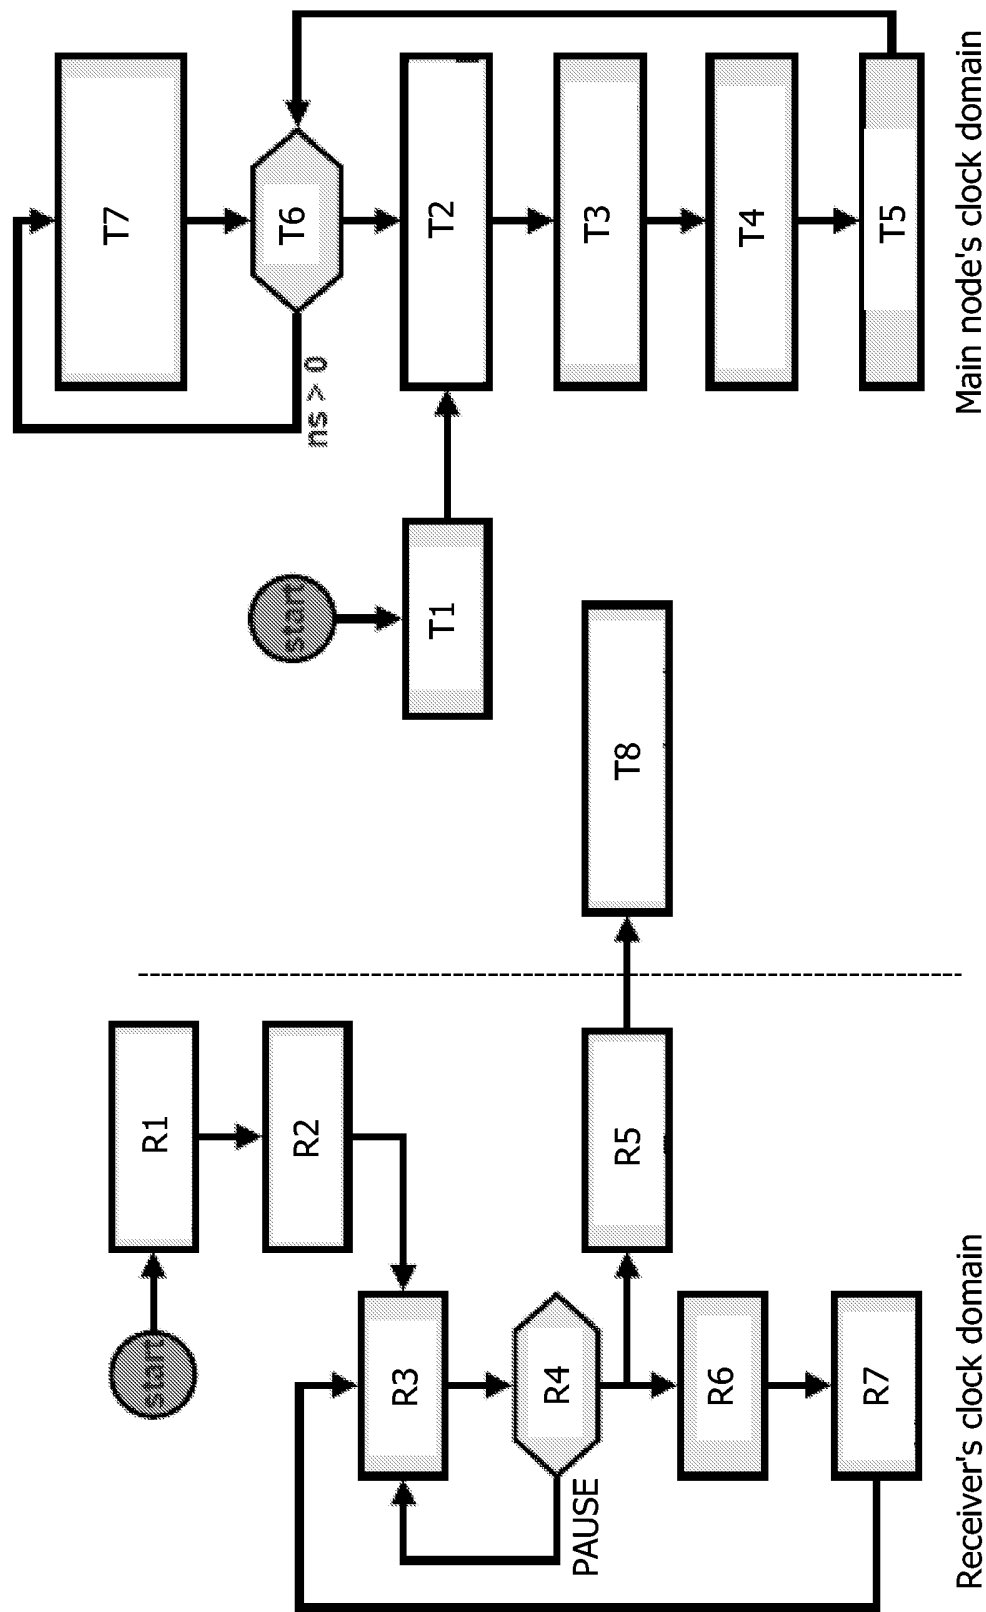 start
R1
R2
R3
R4
PAUSE
R5
R6
R7
Receiver's clock domain
start
T1
T2
T3
T4
T5
T6
ns > 0
T7
T8
Main node's clock domain